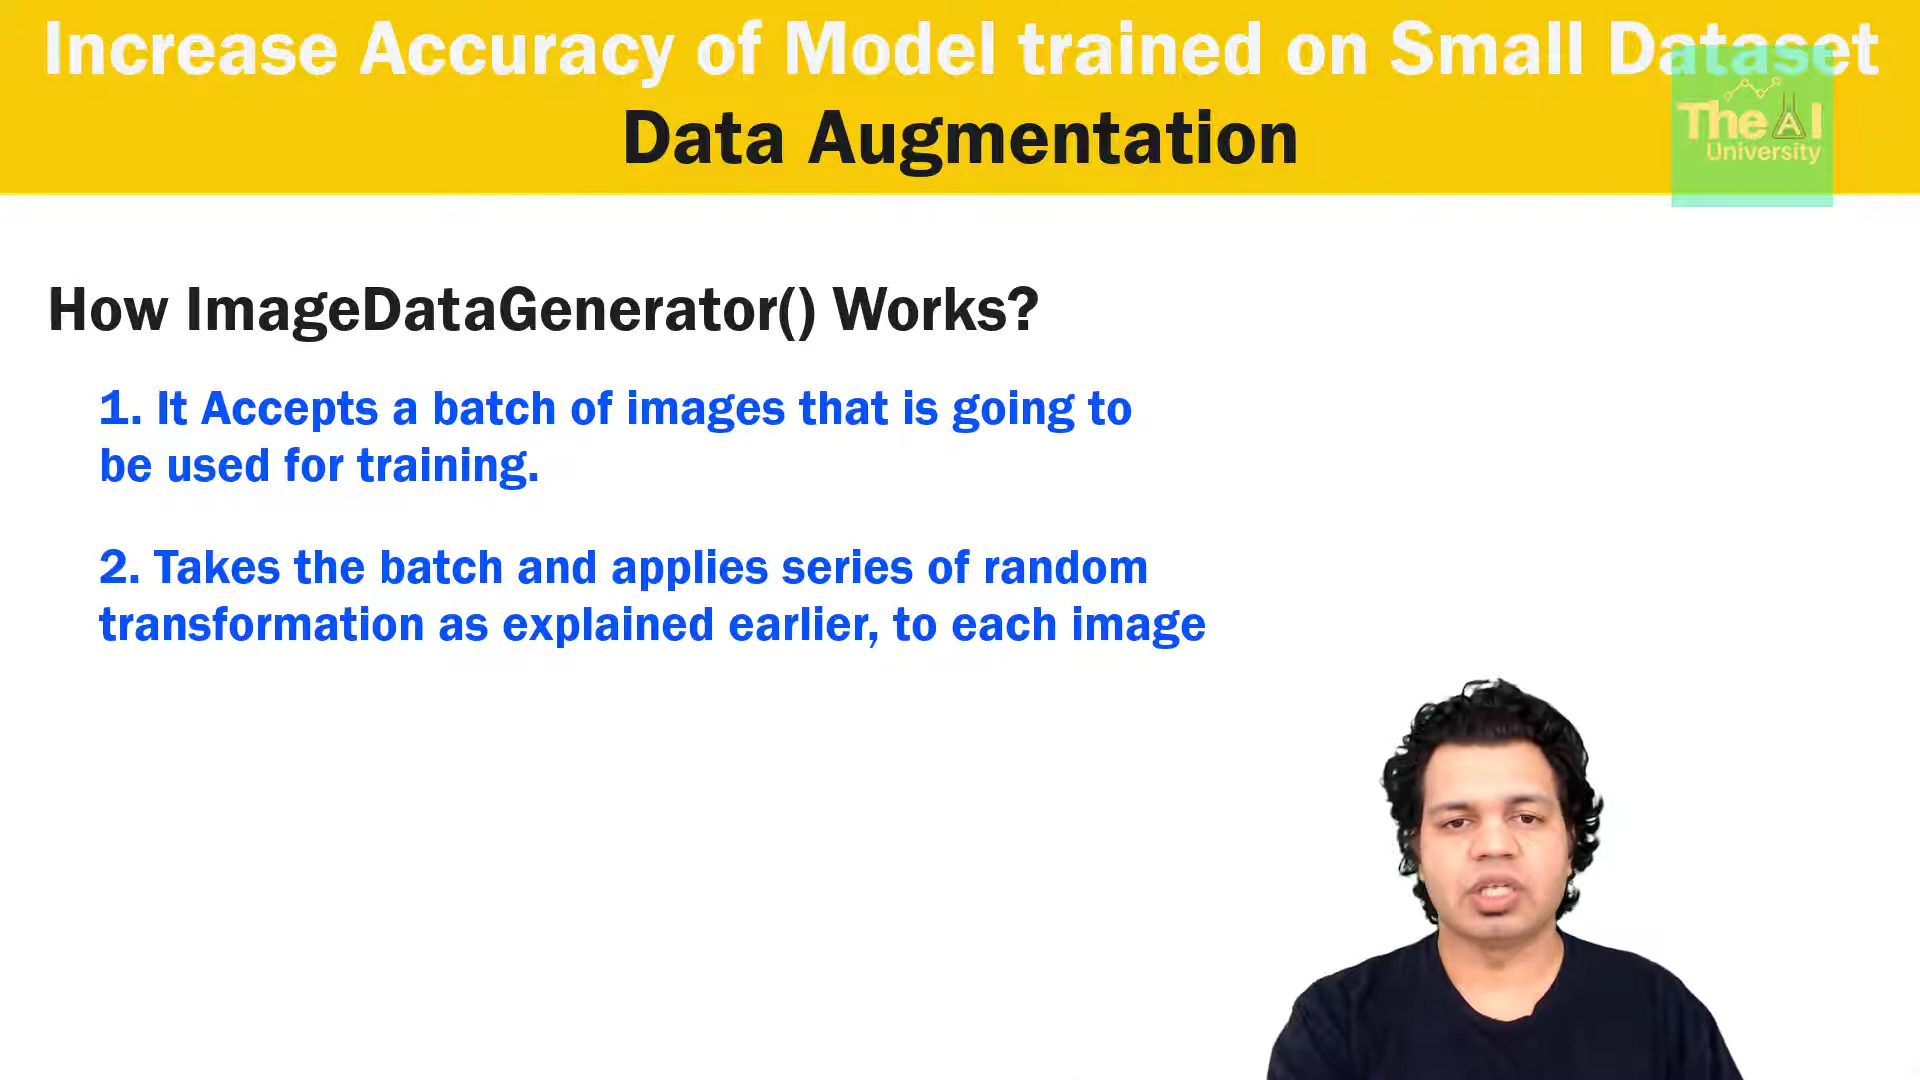 Increase Accuracy of Model trained on Small Dataset
Data Augmentation
The AI
University
How ImageDataGenerator() Works?
1. It Accepts a batch of images that is going to
be used for training.
2. Takes the batch and applies series of random
transformation as explained earlier, to each image